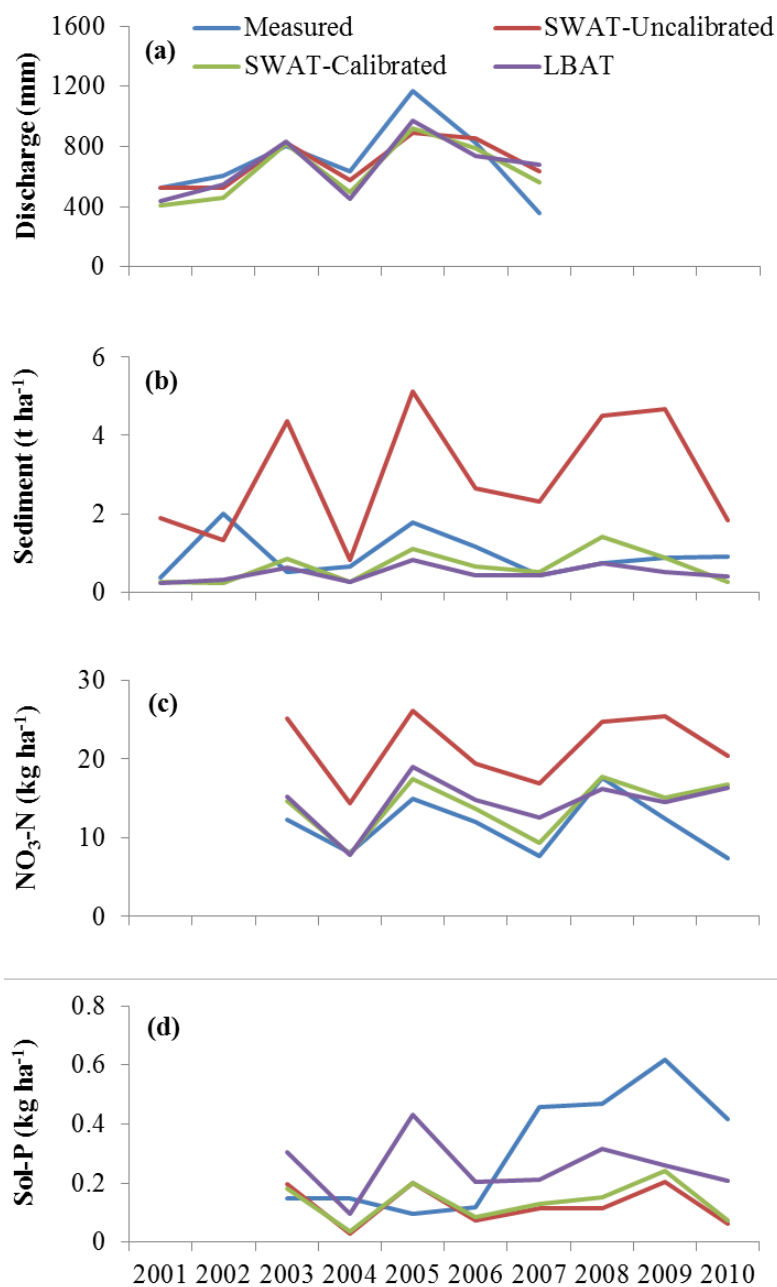 Measured SWAT-Uncalibrated
SWAT-Calibrated LBAT
(a)
Discharge (mm)
1600
1200
800
400
0
(b)
Sediment (t ha⁻¹)
6
4
2
0
(c)
NO₃-N (kg ha⁻¹)
30
20
10
0
(d)
Sol-P (kg ha⁻¹)
0.8
0.6
0.4
0.2
0
2001 2002 2003 2004 2005 2006 2007 2008 2009 2010